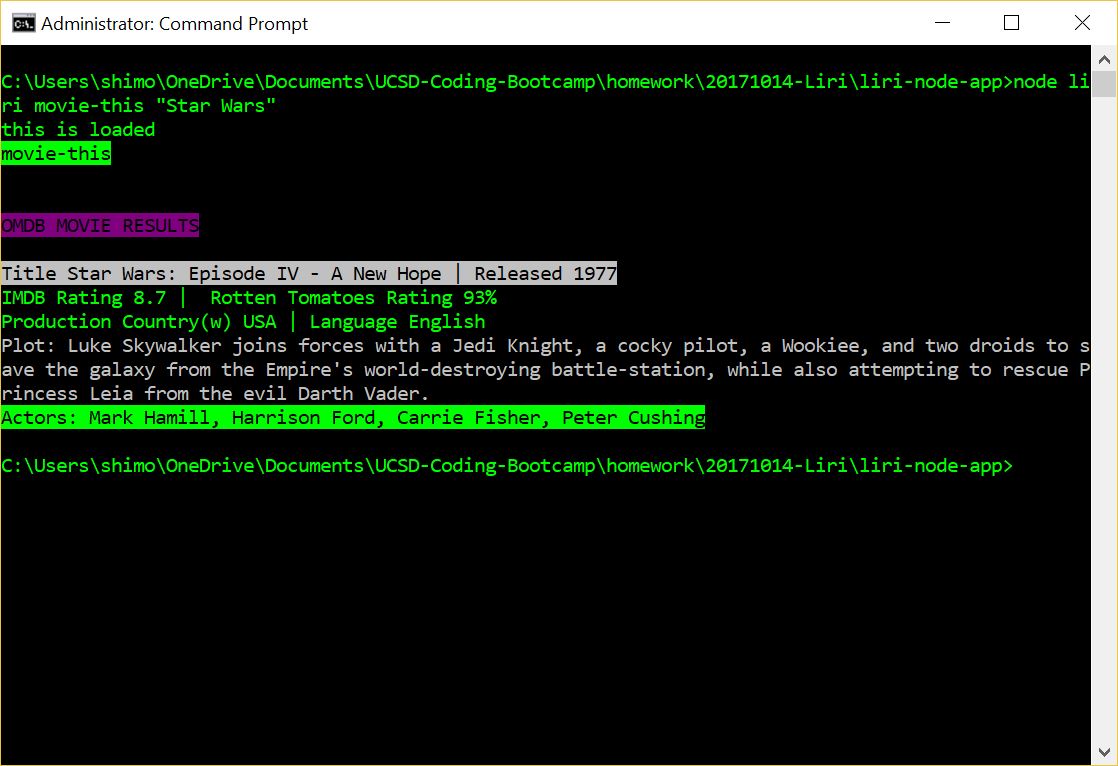 Administrator: Command Prompt
C:\Users\shimo\OneDrive\Documents\UCSD-Coding-Bootcamp\homework\20171014-Liri\liri-node-app>node li
ri movie-this "Star Wars"
this is loaded
movie-this
OMDB MOVIE RESULTS
Title Star Wars: Episode IV - A New Hope | Released 1977
IMDB Rating 8.7 |  Rotten Tomatoes Rating 93%
Production Country(w) USA | Language English
Plot: Luke Skywalker joins forces with a Jedi Knight, a cocky pilot, a Wookiee, and two droids to s
ave the galaxy from the Empire's world-destroying battle-station, while also attempting to rescue P
rincess Leia from the evil Darth Vader.
Actors: Mark Hamill, Harrison Ford, Carrie Fisher, Peter Cushing
C:\Users\shimo\OneDrive\Documents\UCSD-Coding-Bootcamp\homework\20171014-Liri\liri-node-app>